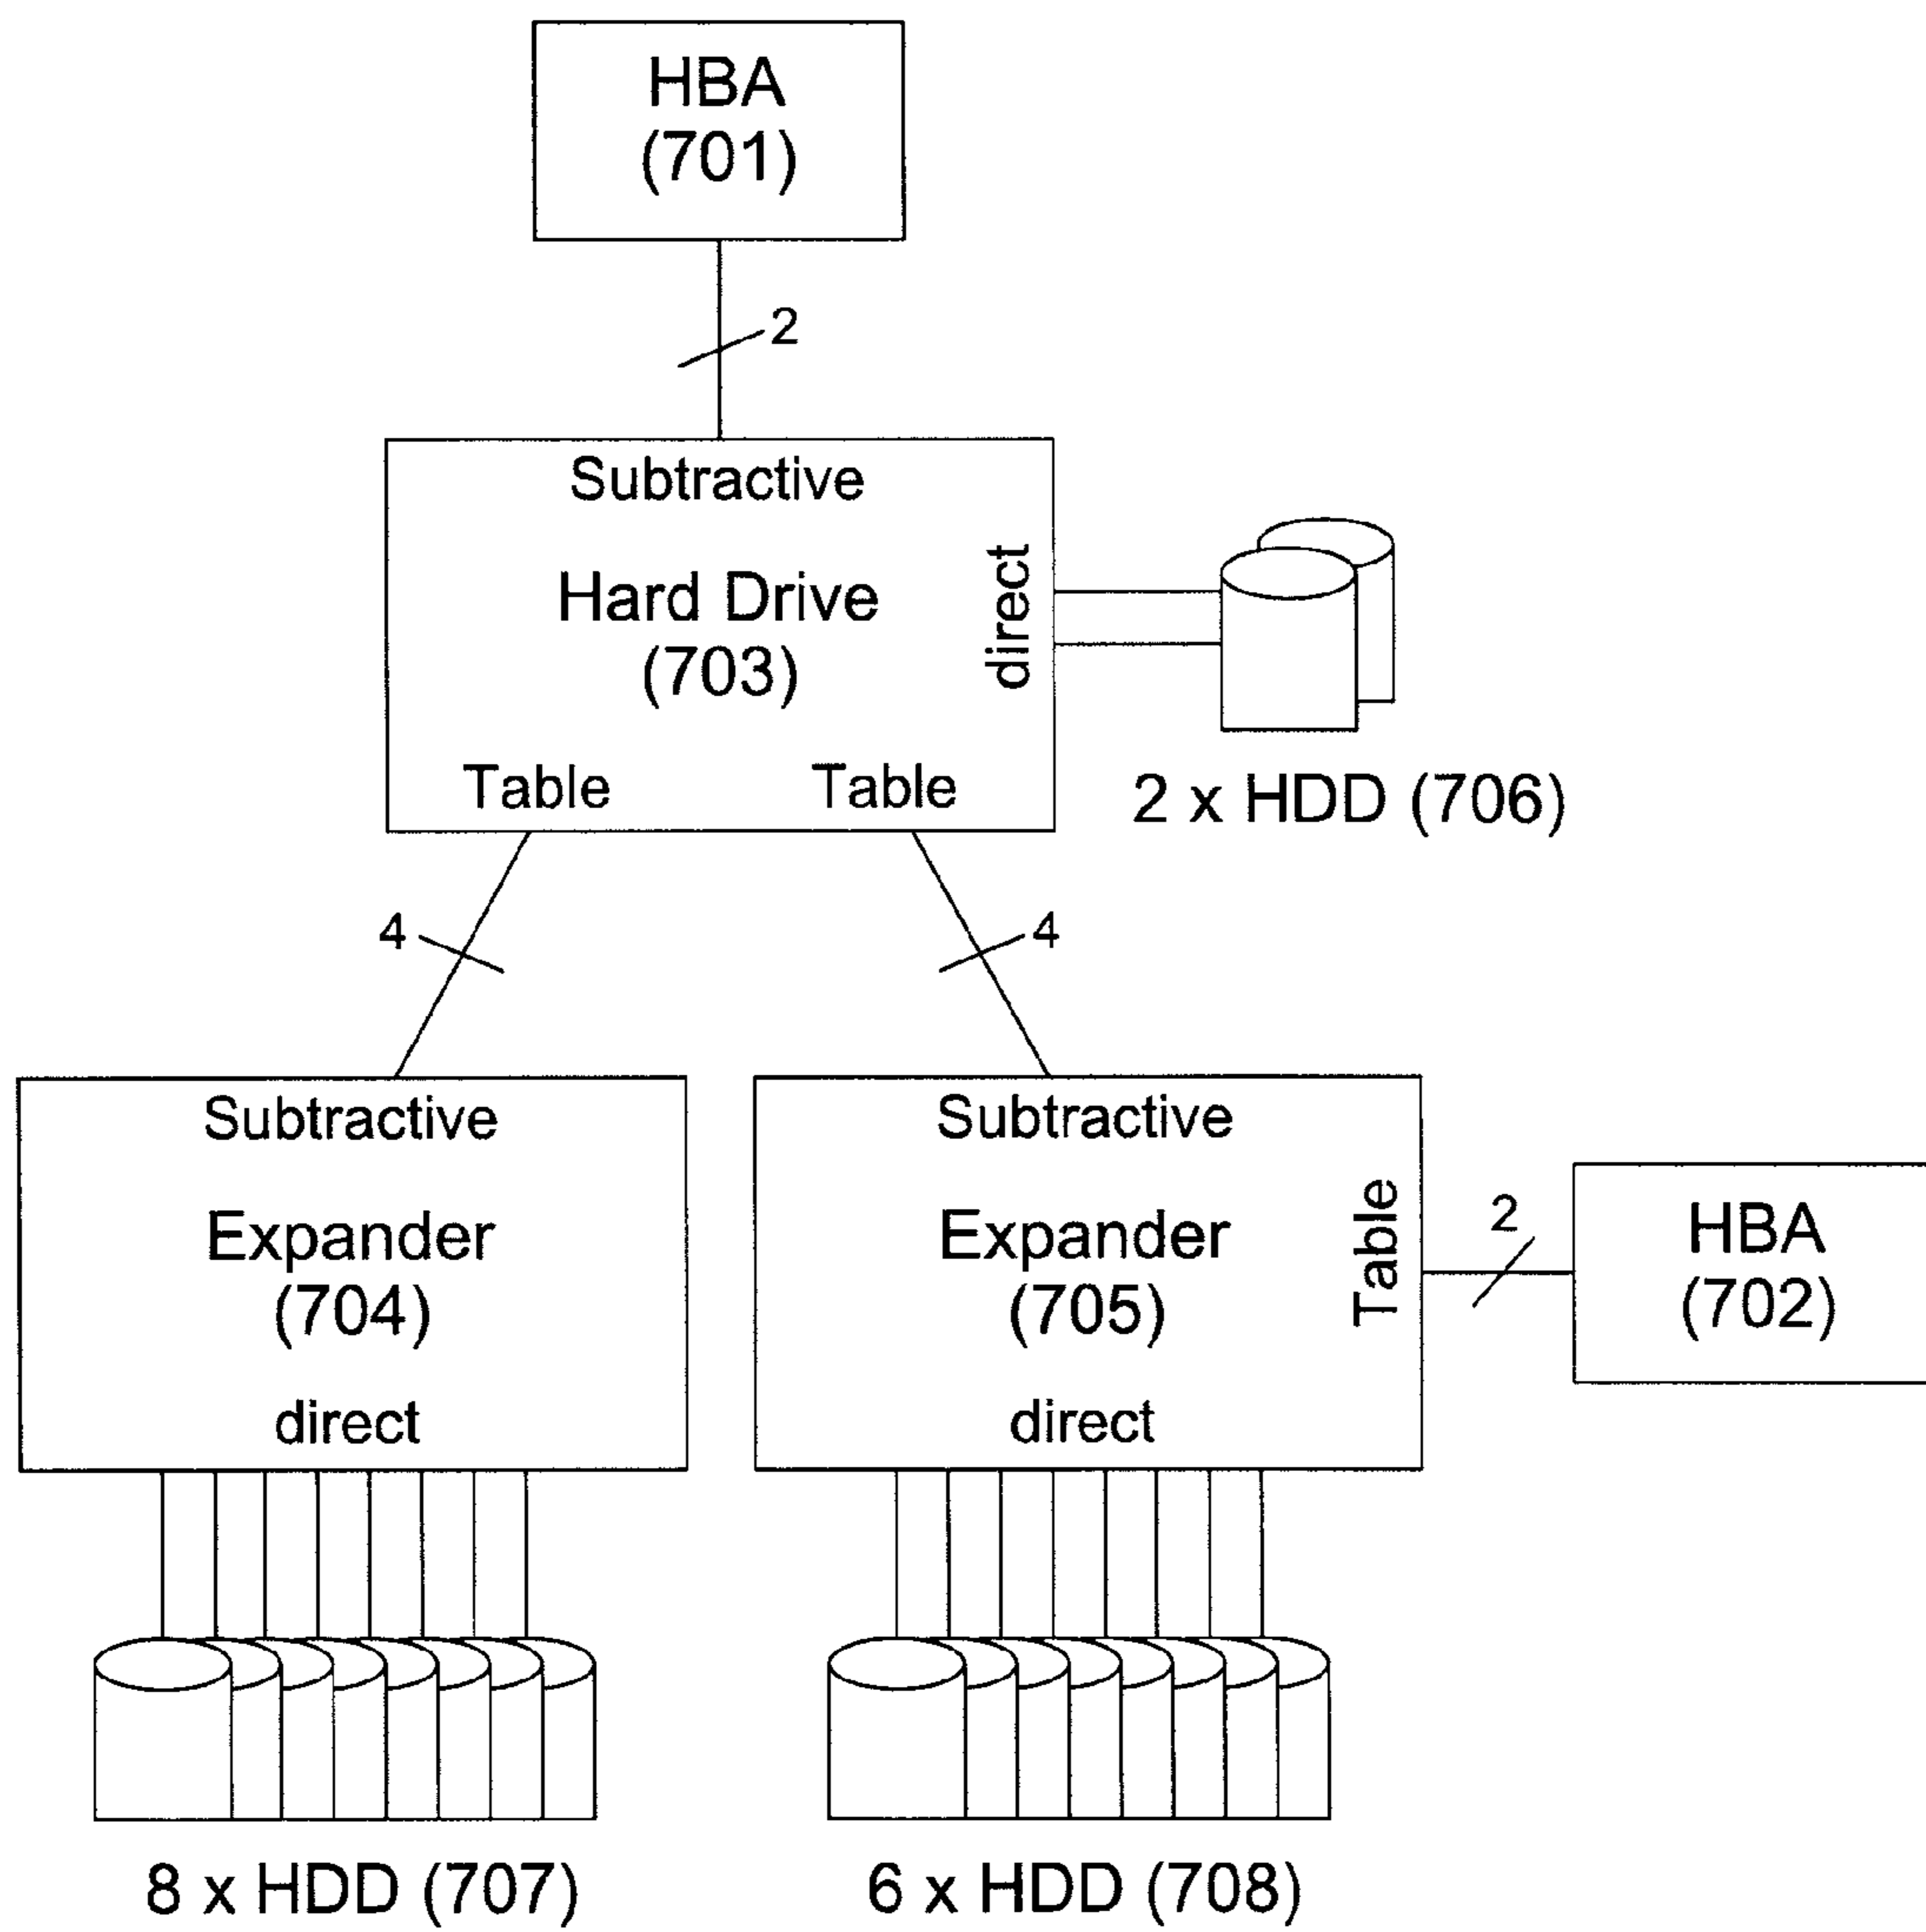 HBA
(701)
2
Subtractive
Hard Drive
(703)
direct
Table
Table
2 x HDD (706)
4
4
Subtractive
Expander
(704)
direct
Subtractive
Expander
(705)
Table
direct
2
HBA
(702)
8 x HDD (707)
6 x HDD (708)